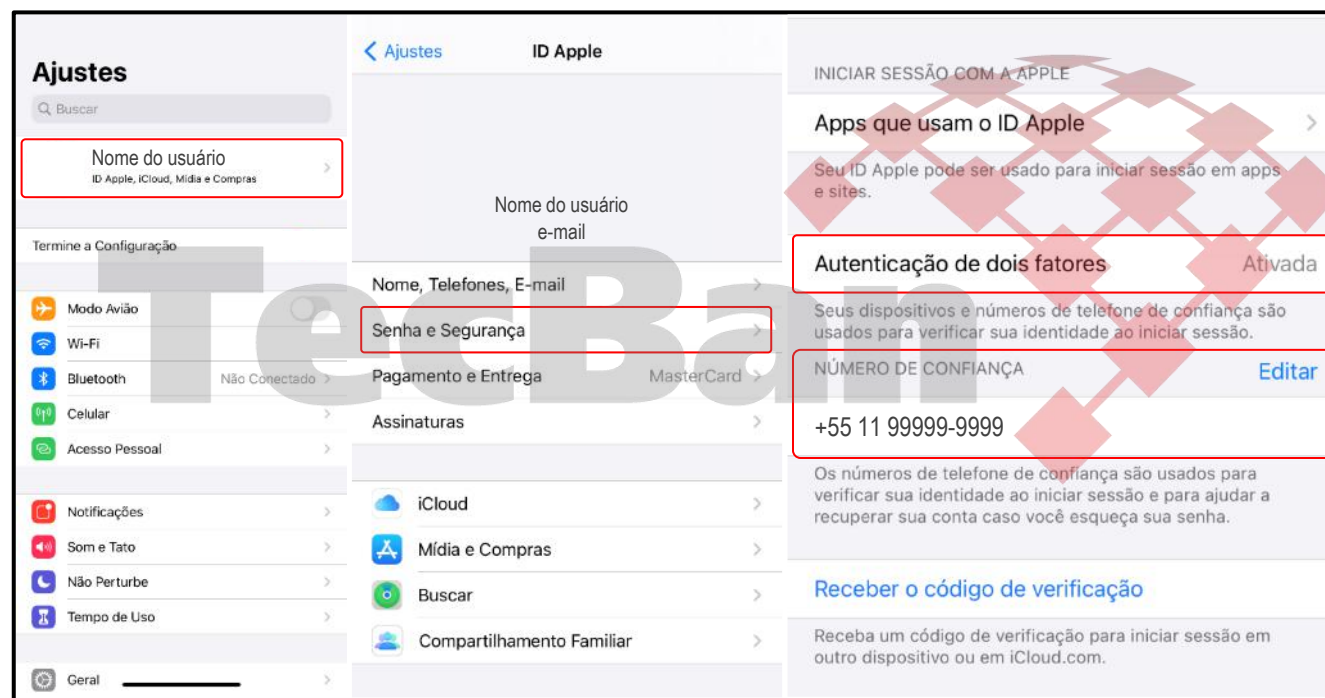 Ajustes
Buscar
Nome do usuário
ID Apple, iCloud, Mídia e Compras
Termine a Configuração
Modo Avião
Wi-Fi
Bluetooth Não Conectado
Celular
Acesso Pessoal
Notificações
Som e Tato
Não Perturbe
Tempo de Uso
Geral
Ajustes ID Apple
Nome do usuário
e-mail
Nome, Telefones, E-mail
Senha e Segurança
Pagamento e Entrega MasterCard
Assinaturas
iCloud
Mídia e Compras
Buscar
Compartilhamento Familiar
INICIAR SESSÃO COM A APPLE
Apps que usam o ID Apple
Seu ID Apple pode ser usado para iniciar sessão em apps
e sites.
Autenticação de dois fatores Ativada
Seus dispositivos e números de telefone de confiança são
usados para verificar sua identidade ao iniciar sessão.
NÚMERO DE CONFIANÇA Editar
+55 11 99999-9999
Os números de telefone de confiança são usados para
verificar sua identidade ao iniciar sessão e para ajudar a
recuperar sua conta caso você esqueça sua senha.
Receber o código de verificação
Receba um código de verificação para iniciar sessão em
outro dispositivo ou em iCloud.com.
TecBan